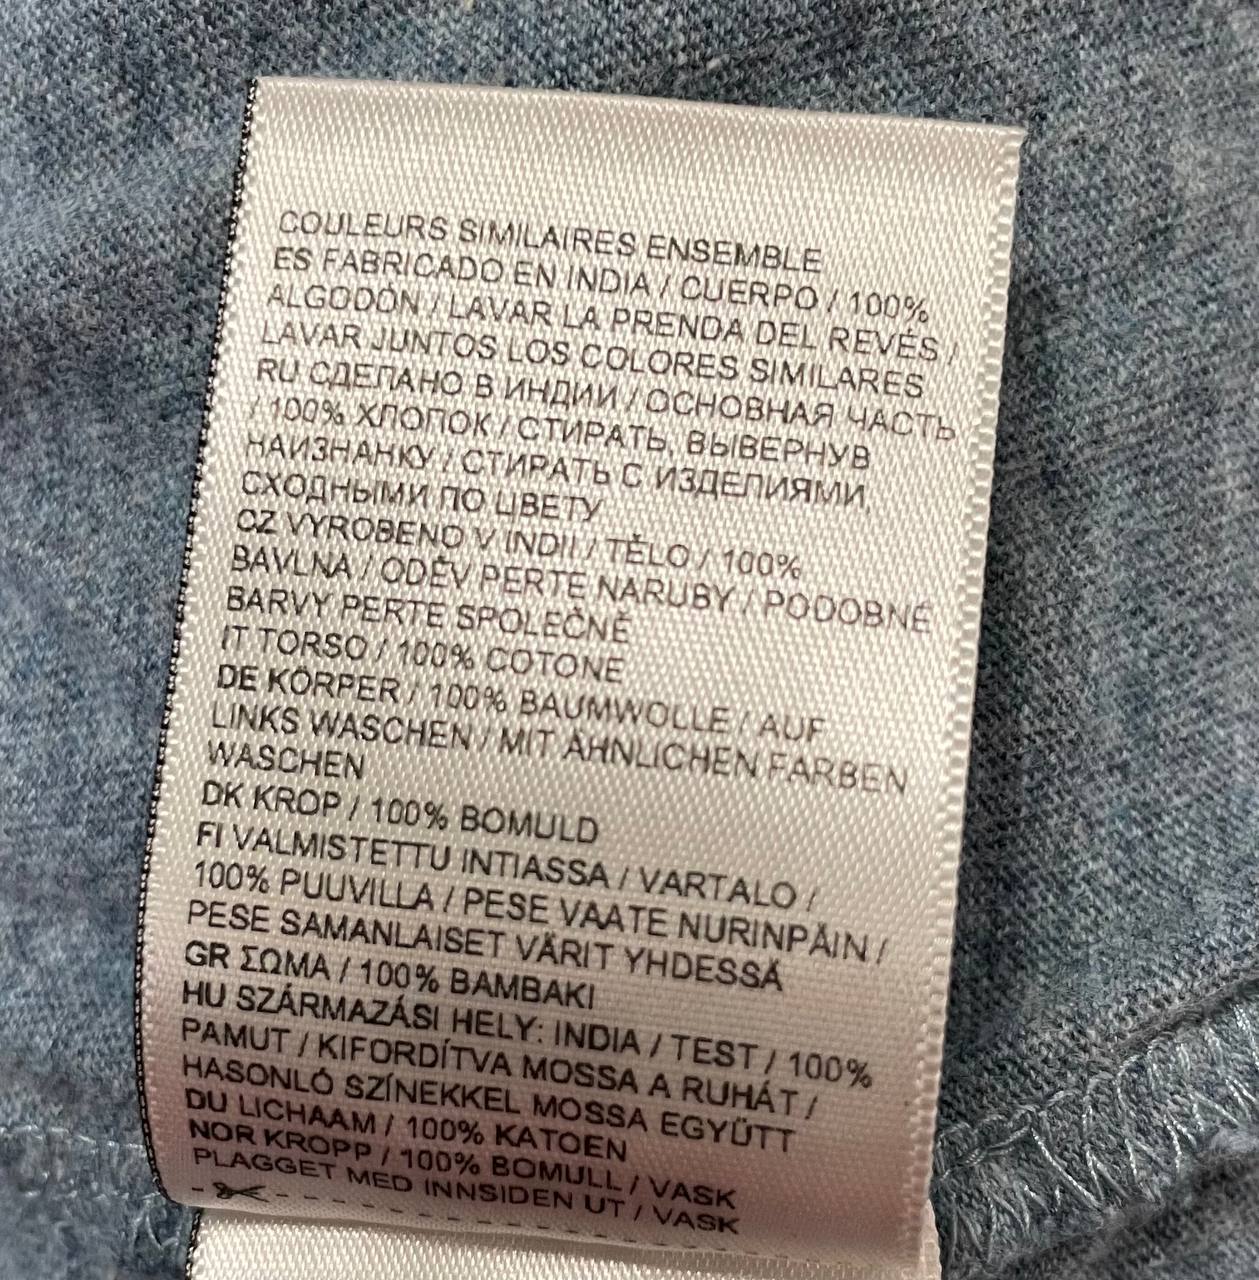 COULEURS SIMILAIRES ENSEMBLE
ES FABRICADO EN INDIA / CUERPO / 100%
ALGODÓN / LAVAR LA PRENDA DEL REVÉS /
LAVAR JUNTOS LOS COLORES SIMILARES
RU СДЕЛАНО В ИНДИИ / ОСНОВНАЯ ЧАСТЬ
/ 100% ХЛОПОК / СТИРАТЬ, ВЫВЕРНУВ
НАИЗНАНКУ / СТИРАТЬ С ИЗДЕЛИЯМИ,
СХОДНЫМИ ПО ЦВЕТУ
CZ VYROBENO V INDII / TĚLO / 100%
BAVLNA / ODĚV PERTE NARUBY / PODOBNÉ
BARVY PERTE SPOLEČNĚ
IT TORSO / 100% COTONE
DE KÖRPER / 100% BAUMWOLLE / AUF
LINKS WASCHEN / MIT ÄHNLICHEN FARBEN
WASCHEN
DK KROP / 100% BOMULD
FI VALMISTETTU INTIASSA / VARTALO /
100% PUUVILLA / PESE VAATE NURINPÄIN /
PESE SAMANLAISET VÄRIT YHDESSÄ
GR ΣΩΜΑ / 100% ΒΑΜΒΑΚΙ
HU SZÁRMAZÁSI HELY: INDIA / TEST / 100%
PAMUT / KIFORDÍTVA MOSSA A RUHÁT /
HASONLÓ SZÍNEKKEL MOSSA EGYÜTT
DU LICHAAM / 100% KATOEN
NOR KROPP / 100% BOMULL / VASK
PLAGGET MED INNSIDEN UT / VASK